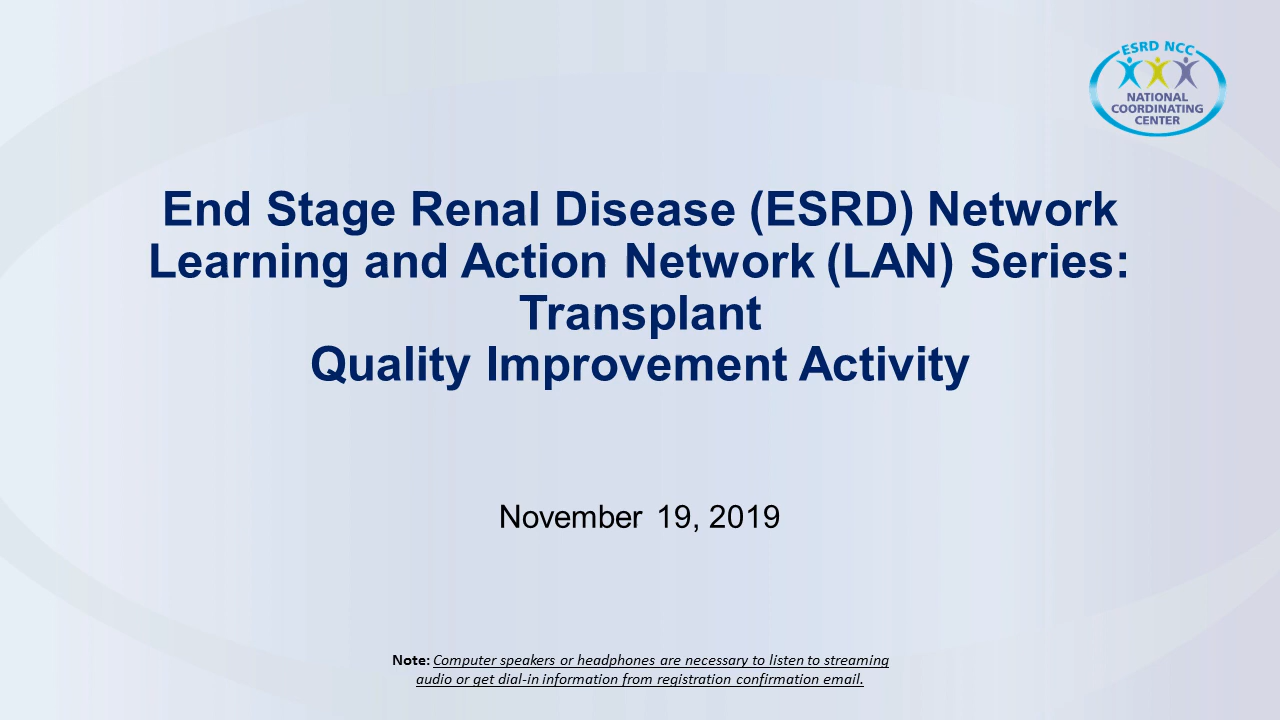 ESRD NCC
NATIONAL
COORDINATING
CENTER
End Stage Renal Disease (ESRD) Network
Learning and Action Network (LAN) Series:
Transplant
Quality Improvement Activity
November 19, 2019
Note: Computer speakers or headphones are necessary to listen to streaming
audio or get dial-in information from registration confirmation email.